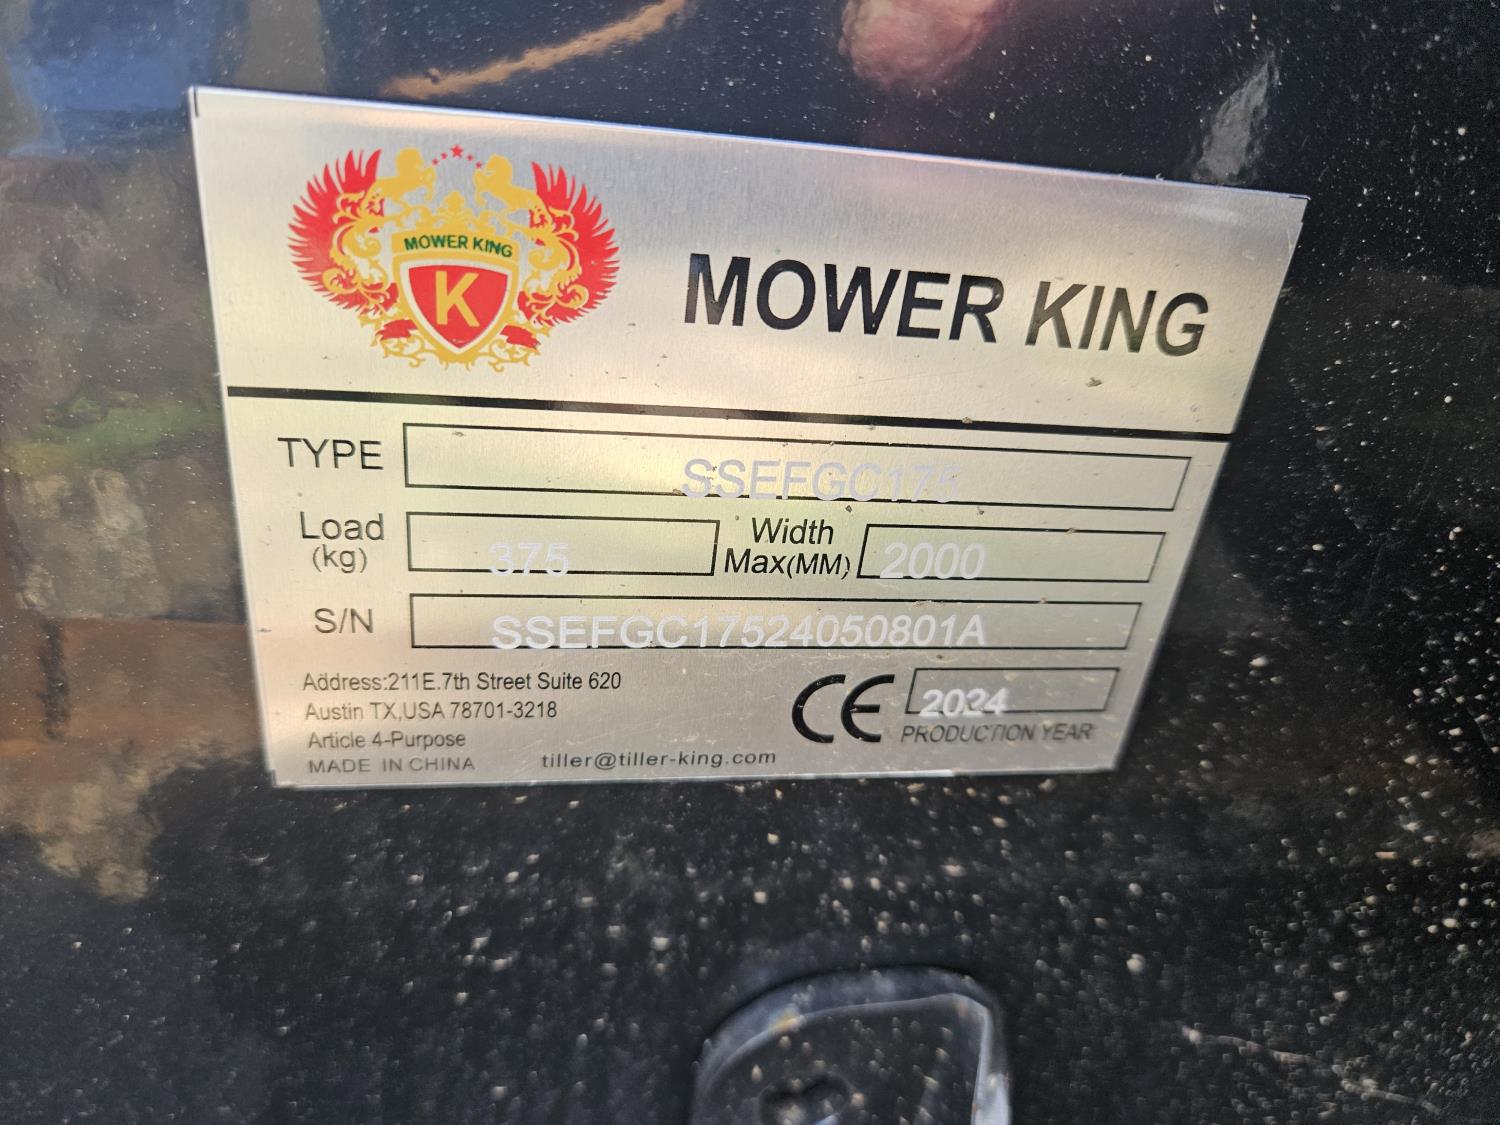 MOWER KING
K
MOWER KING
TYPE SSEFGC175
Load (kg) 375 Width Max(MM) 2000
S/N SSEFGC17524050801A
Address:211E.7th Street Suite 620
Austin TX,USA 78701-3218
Article 4-Purpose
MADE IN CHINA
tiller@tiller-king.com
CE 2024
PRODUCTION YEAR